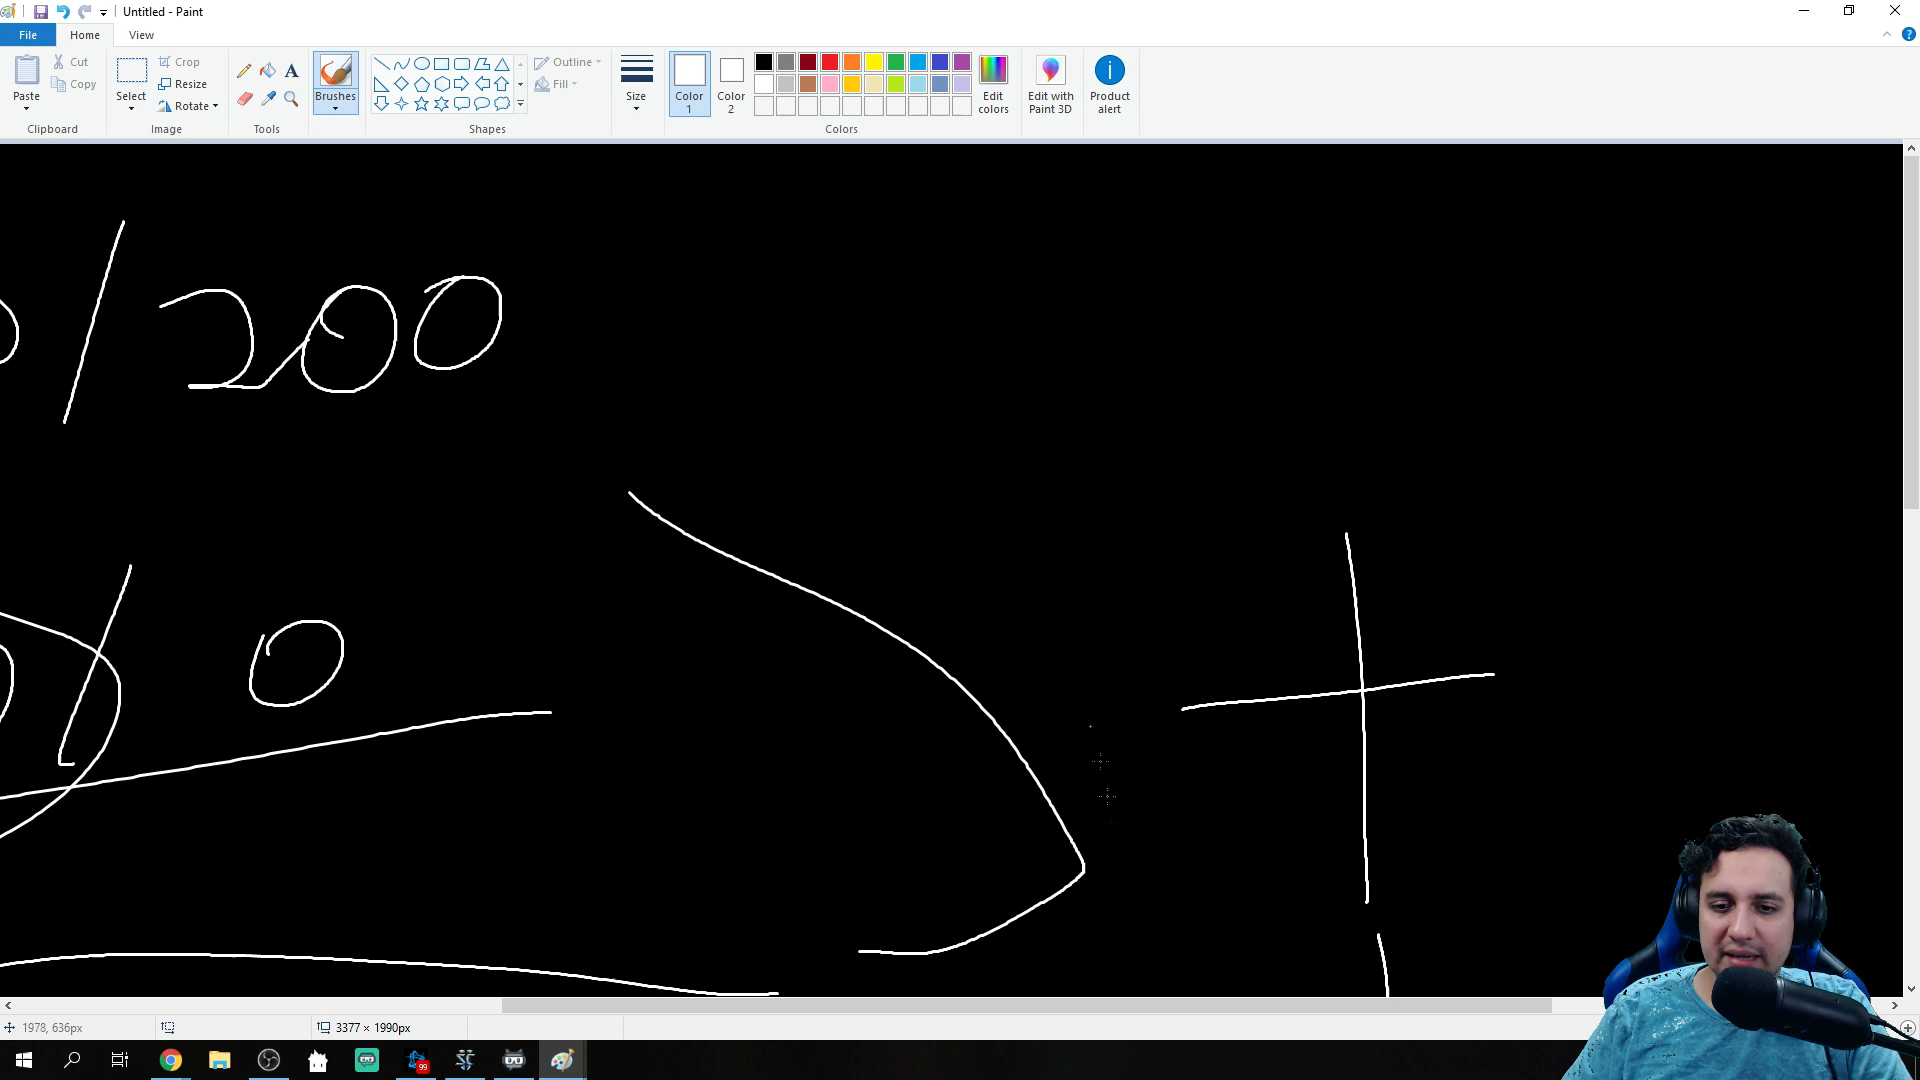 Untitled - Paint
File Home View
Paste
Cut
Copy
Clipboard
Select
Crop
Resize
Rotate
Image
Tools
Brushes
Shapes
Outline
Fill
Size
Color 1
Color 2
Colors
Edit colors
Edit with Paint 3D
Product alert
/ 200
/ 0
+
1978, 636px
3377 × 1990px
99